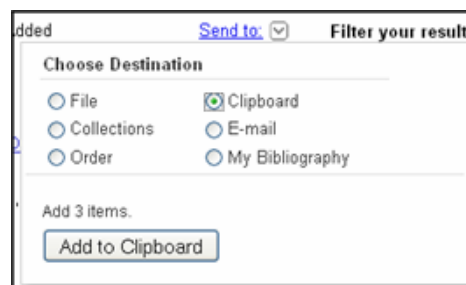 dded Send to: Filter your result
Choose Destination
File Clipboard
Collections E-mail
Order My Bibliography
Add 3 items.
Add to Clipboard